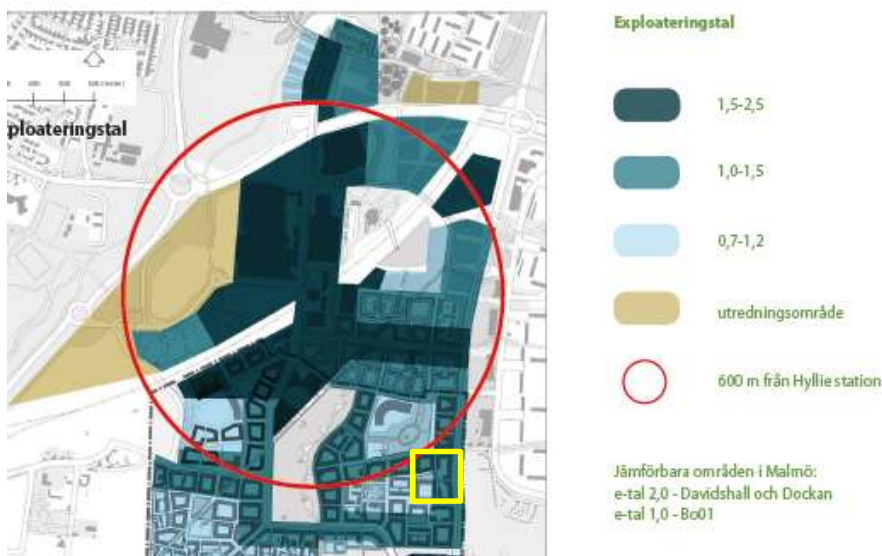 Exploateringstal
1,5-2,5
1,0-1,5
0,7-1,2
utredningsområde
600 m från Hyllie station
Jämförbara områden i Malmö:
e-tal 2,0 - Davidshall och Dockan
e-tal 1,0 - Bo01
xploateringstal